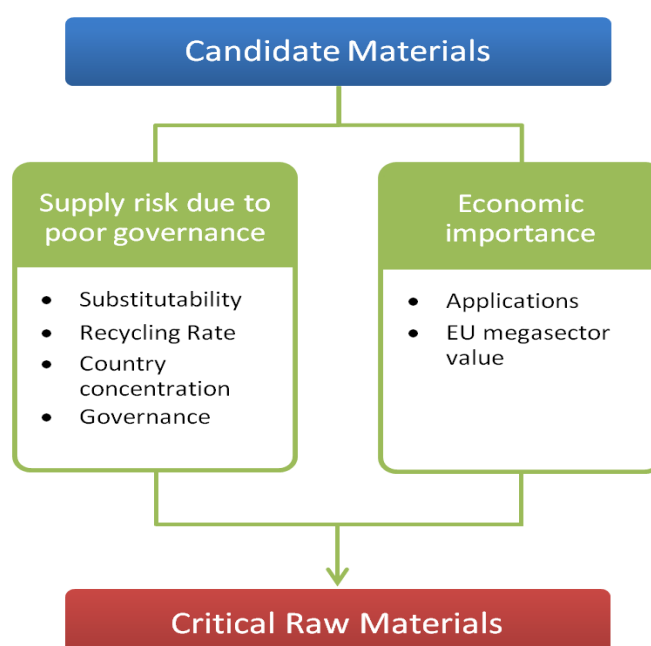 Candidate Materials
Supply risk due to
poor governance
• Substitutability
• Recycling Rate
• Country
concentration
• Governance
Economic
importance
• Applications
• EU megasector
value
Critical Raw Materials